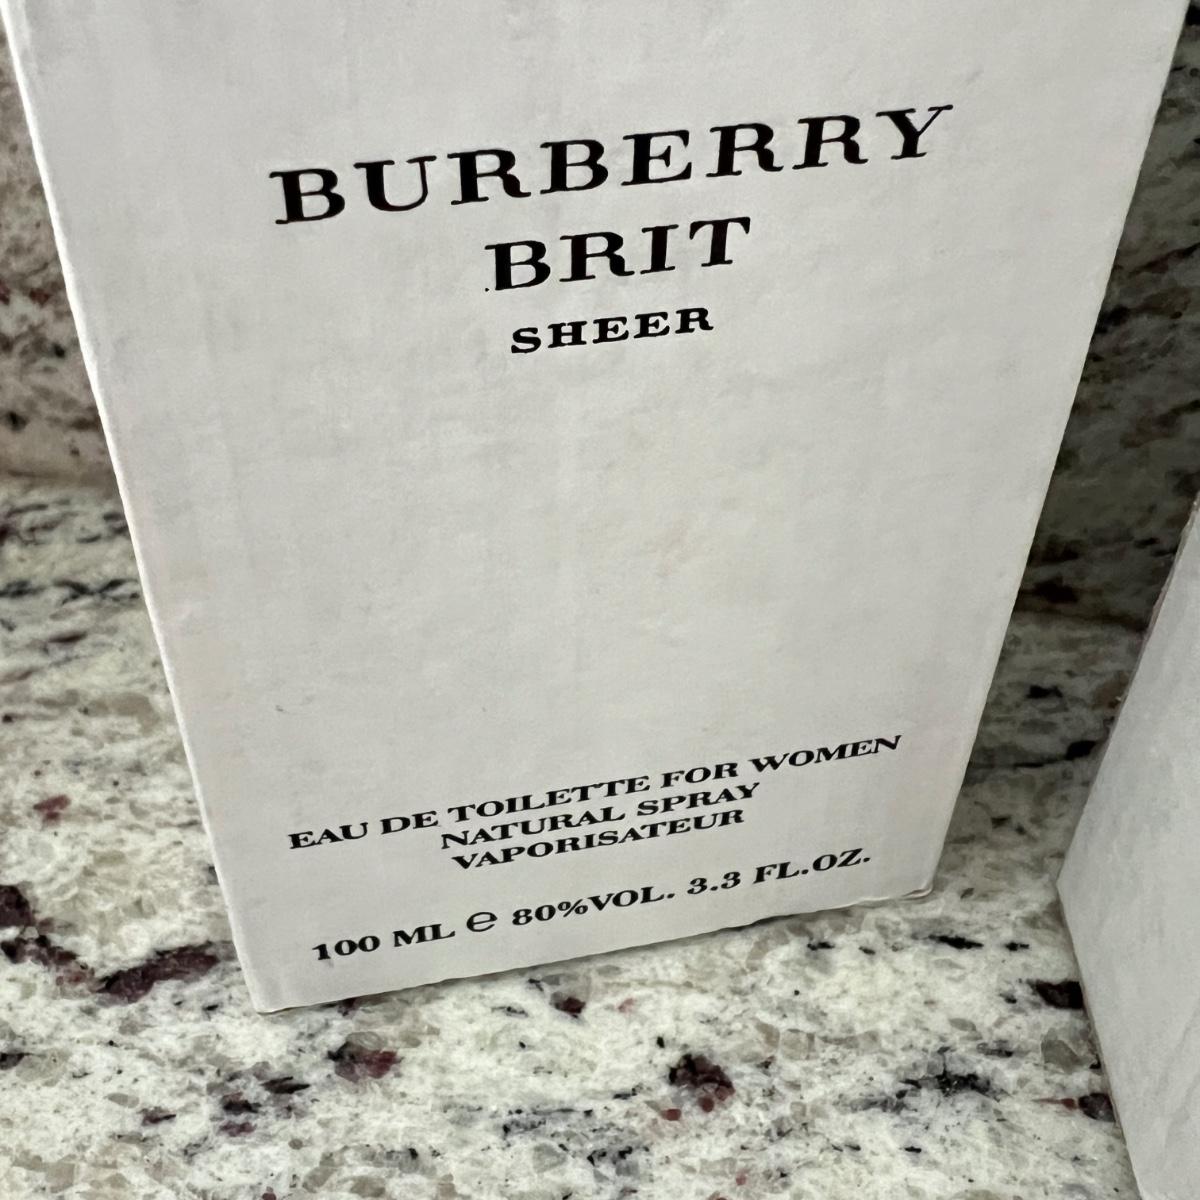 BURBERRY
BRIT
SHEER
EAU DE TOILETTE FOR WOMEN
NATURAL SPRAY
VAPORISATEUR
100 ML ℮ 80%VOL. 3.3 FL.OZ.